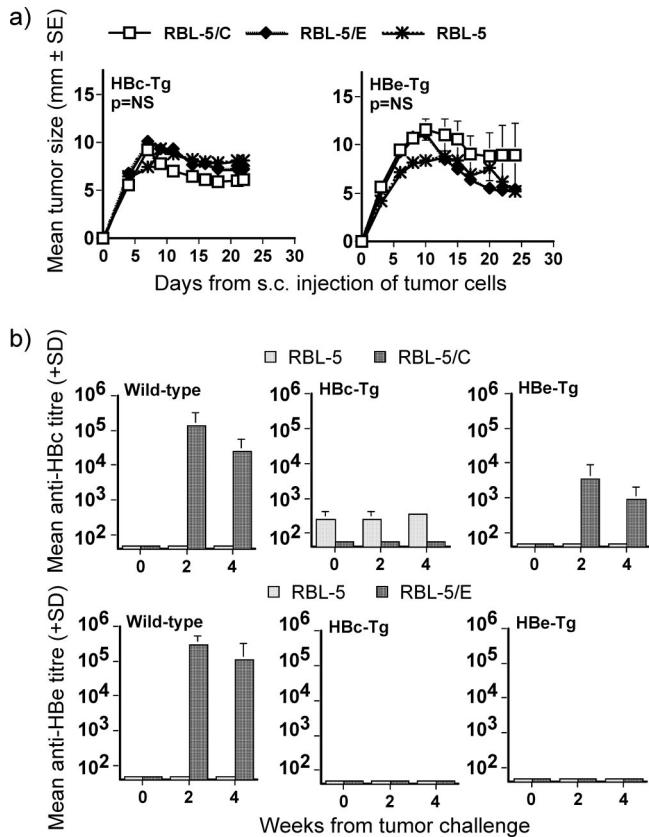 a)
RBL-5/C RBL-5/E RBL-5
Mean tumor size (mm ± SE)
HBc-Tg
p=NS
15
10
5
0
0 5 10 15 20 25 30
HBe-Tg
p=NS
15
10
5
0
0 5 10 15 20 25 30
Days from s.c. injection of tumor cells
b)
RBL-5 RBL-5/C
Mean anti-HBc titre (+SD)
Wild-type
10⁶
10⁵
10⁴
10³
10²
0 2 4
HBc-Tg
10⁶
10⁵
10⁴
10³
10²
0 2 4
HBe-Tg
10⁶
10⁵
10⁴
10³
10²
0 2 4
RBL-5 RBL-5/E
Mean anti-HBe titre (+SD)
Wild-type
10⁶
10⁵
10⁴
10³
10²
0 2 4
HBc-Tg
10⁶
10⁵
10⁴
10³
10²
0 2 4
HBe-Tg
10⁶
10⁵
10⁴
10³
10²
0 2 4
Weeks from tumor challenge